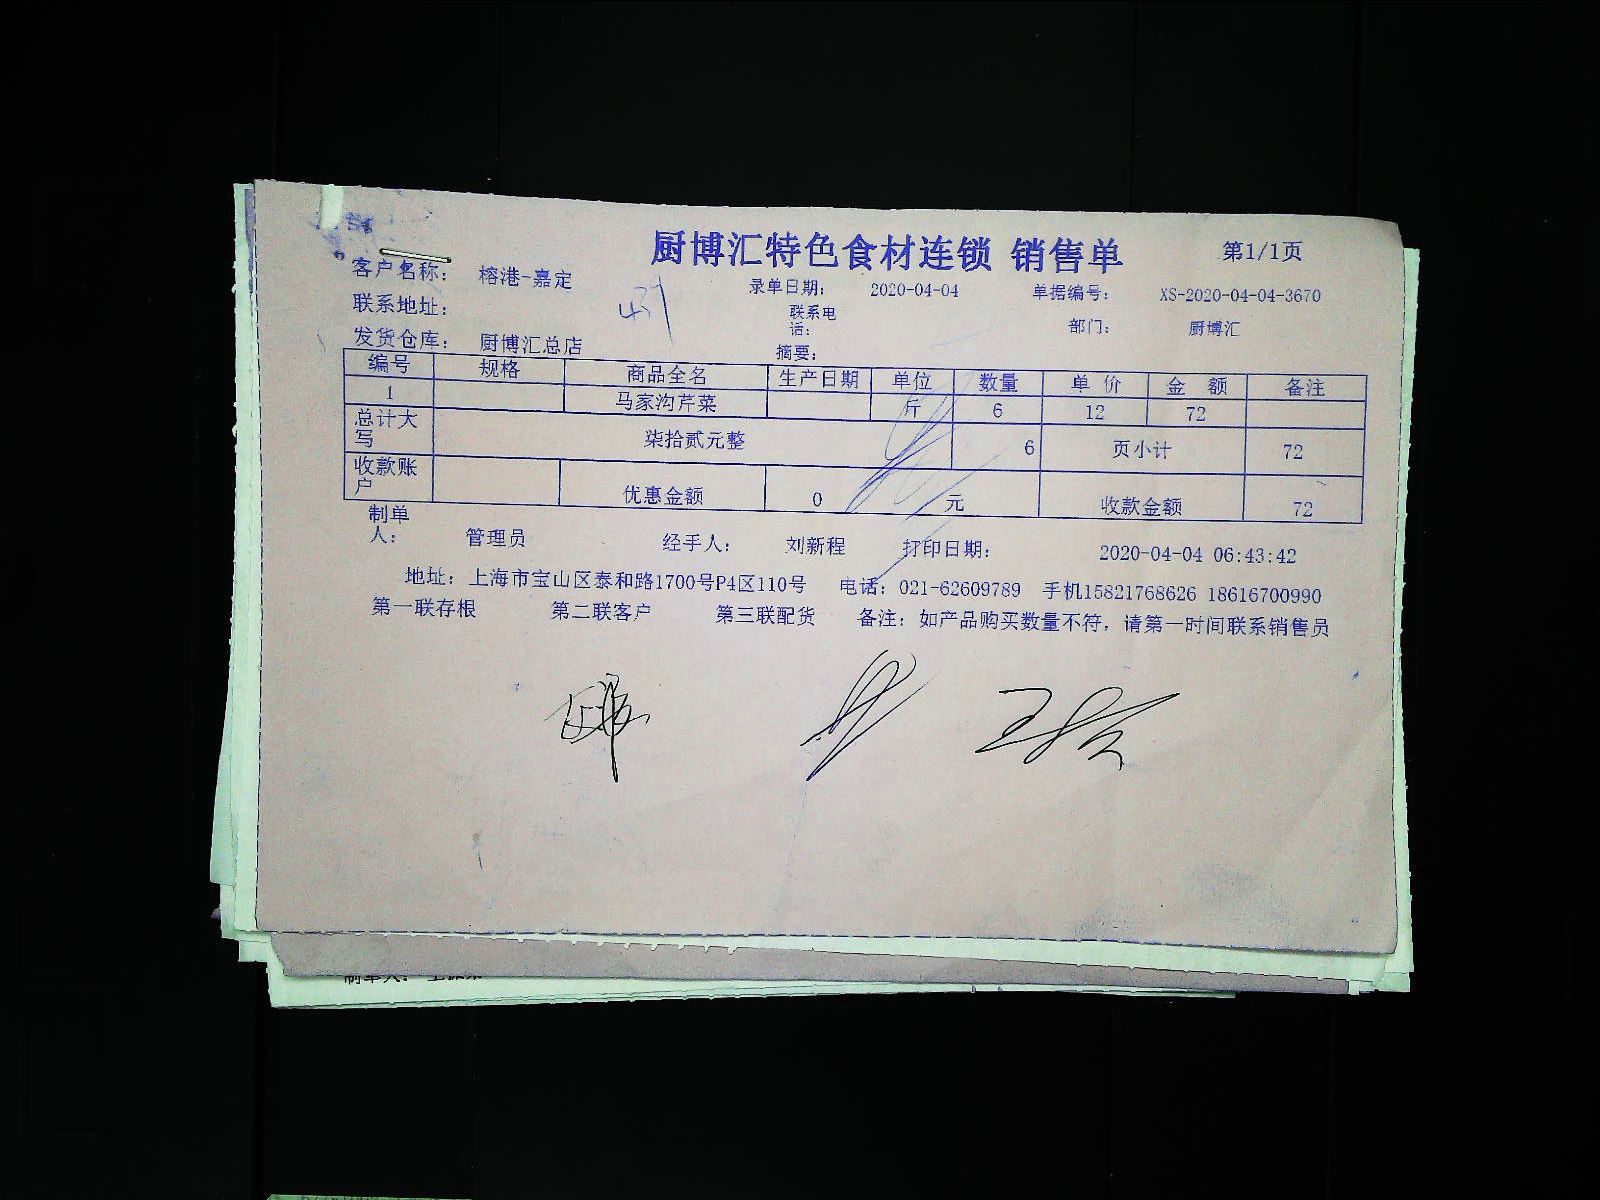 厨博汇特色食材连锁 销售单 第1/1页
客户名称： 榕港-嘉定 录单日期： 2020-04-04 单据编号： XS-2020-04-04-3670
联系地址： 联系电话： 部门： 厨博汇
发货仓库： 厨博汇总店 摘要：
编号 规格 商品全名 生产日期 单位 数量 单 价 金 额 备注
1 马家沟芹菜 斤 6 12 72
总计大写 柒拾贰元整 6 页小计 72
收款账户 优惠金额 0 元 收款金额 72
制单人： 管理员 经手人： 刘新程 打印日期： 2020-04-04 06:43:42
地址：上海市宝山区泰和路1700号P4区110号 电话：021-62609789 手机15821768626 18616700990
第一联存根 第二联客户 第三联配货 备注：如产品购买数量不符，请第一时间联系销售员